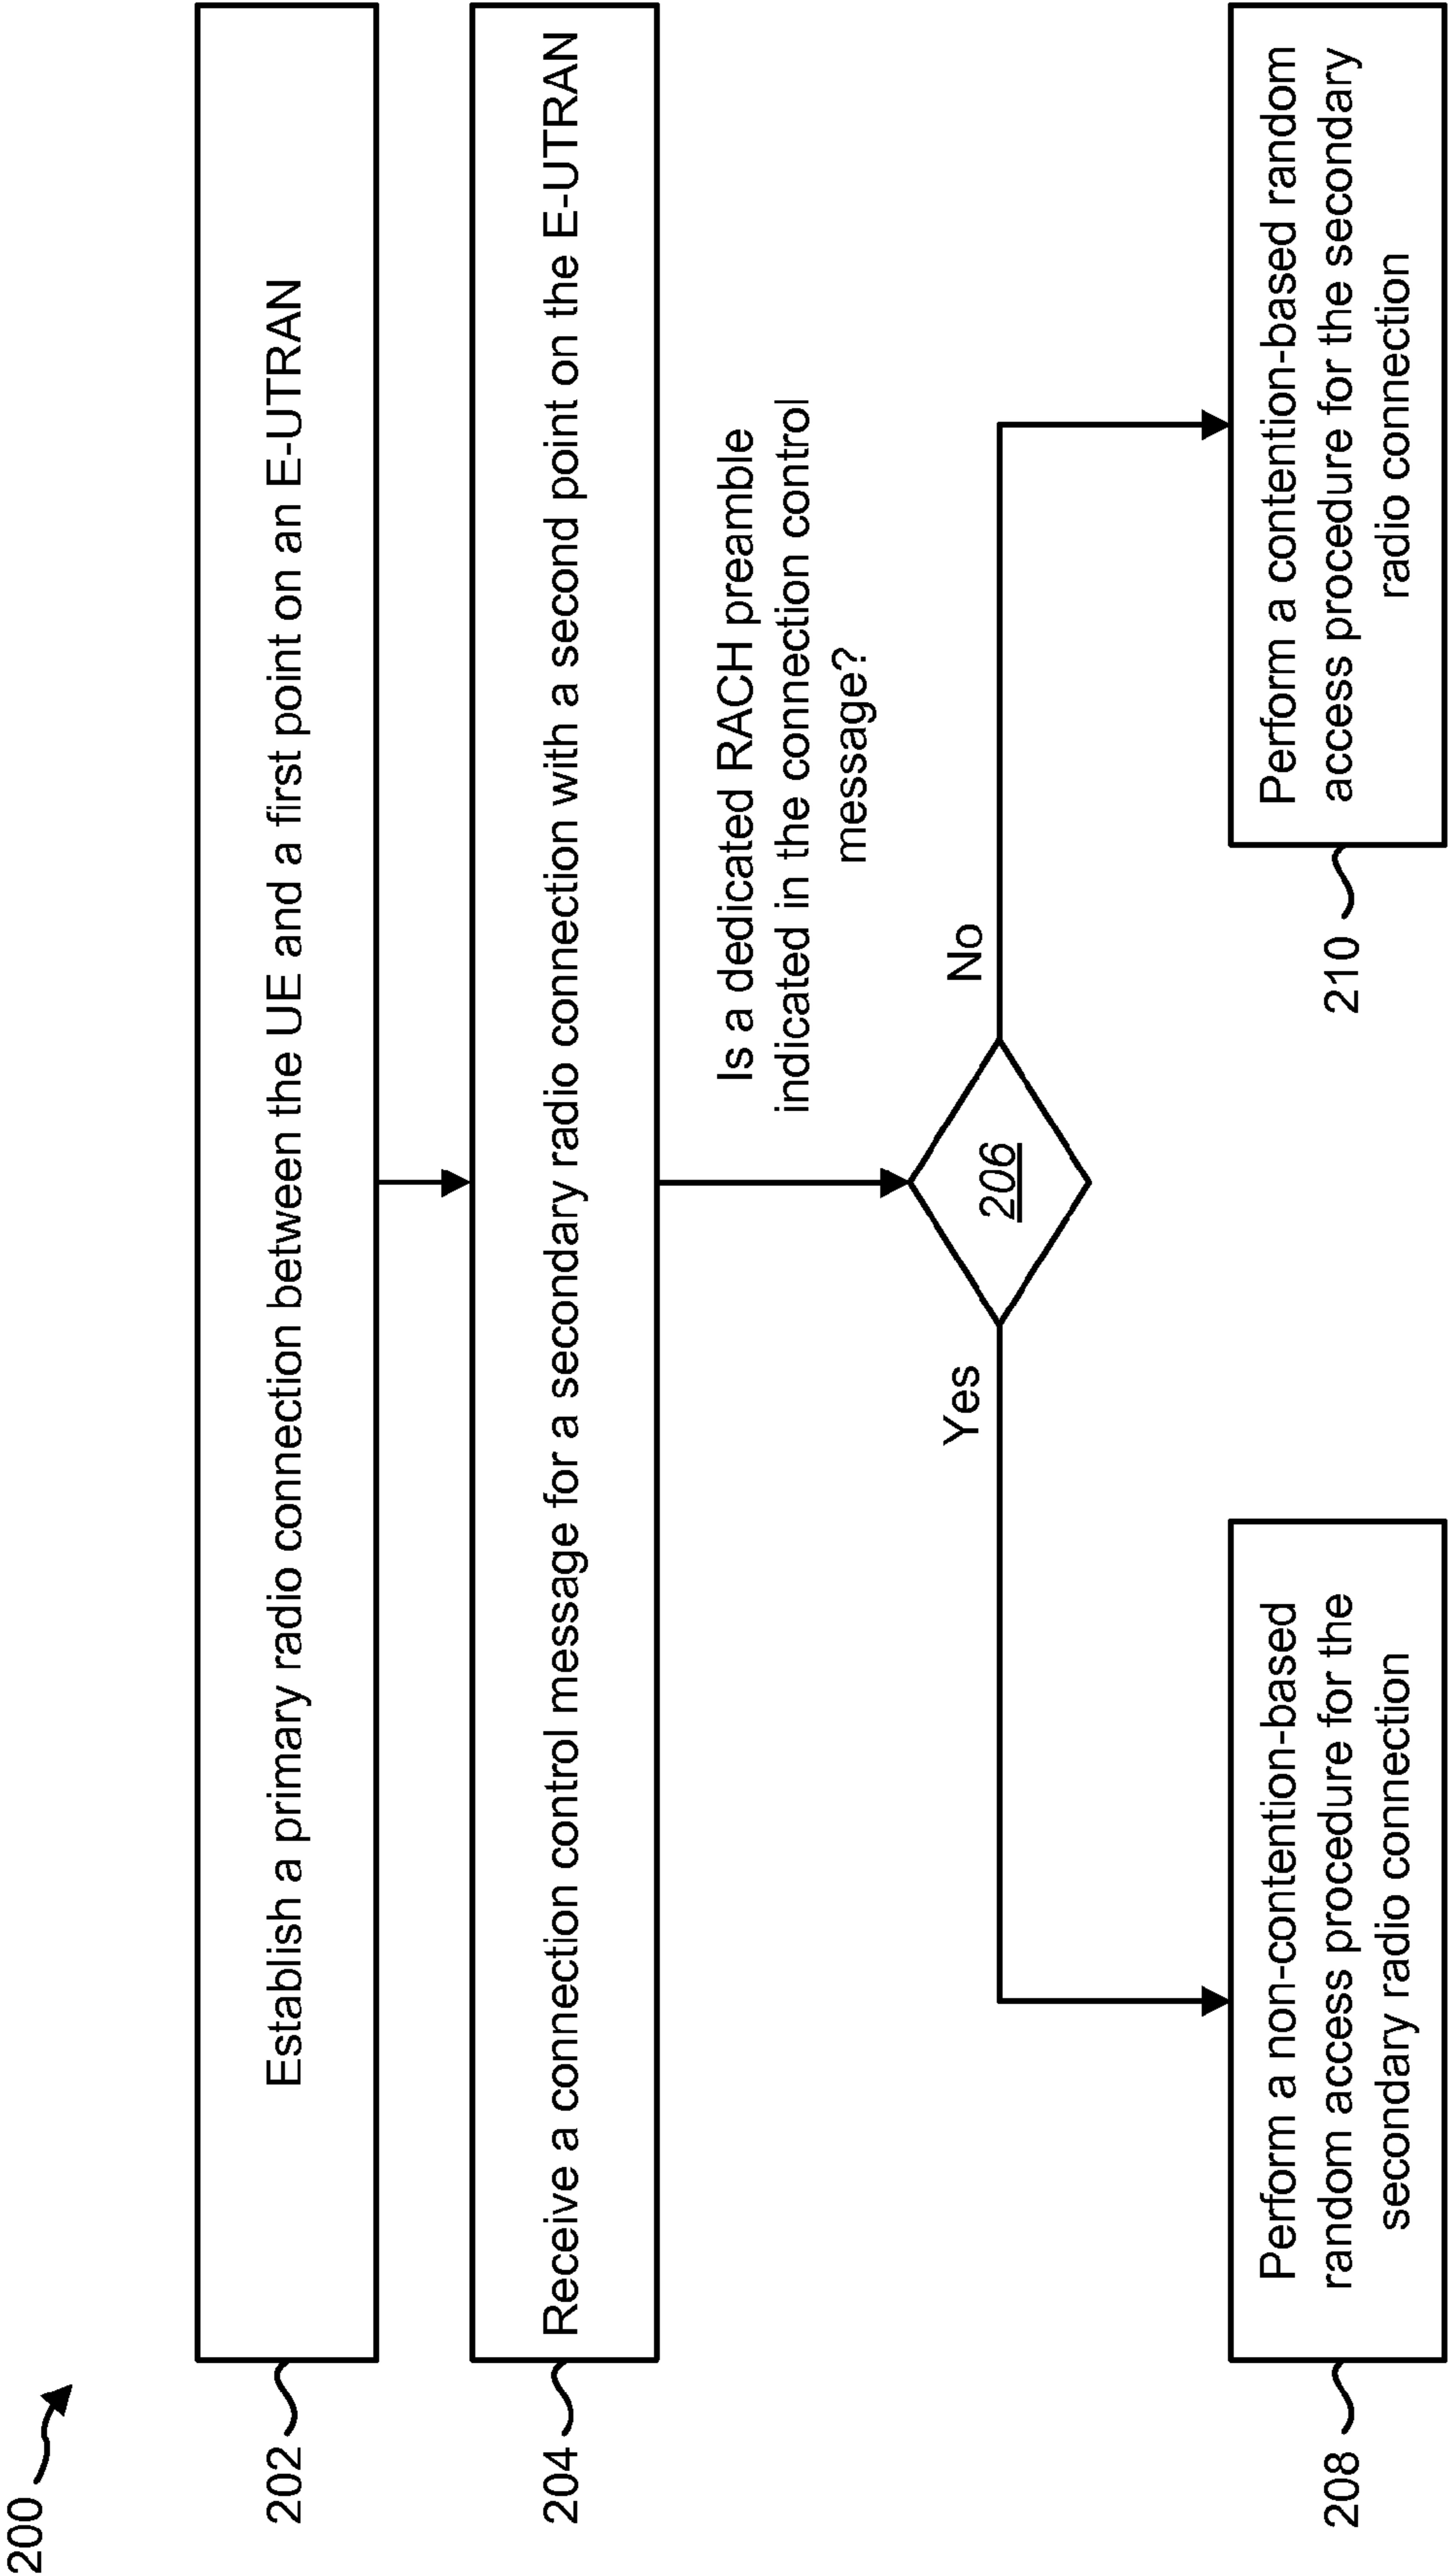 200
202
Establish a primary radio connection between the UE and a first point on an E-UTRAN
204
Receive a connection control message for a secondary radio connection with a second point on the E-UTRAN
Is a dedicated RACH preamble
indicated in the connection control
message?
206
Yes
No
208
Perform a non-contention-based
random access procedure for the
secondary radio connection
210
Perform a contention-based random
access procedure for the secondary
radio connection